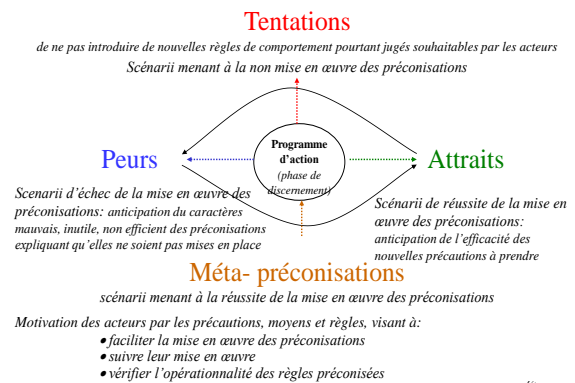 Tentations
de ne pas introduire de nouvelles règles de comportement pourtant jugés souhaitables par les acteurs
Scénarii menant à la non mise en œuvre des préconisations
Programme
d’action
(phase de
discernement)
Peurs
Attraits
Scenarii d’échec de la mise en œuvre des
préconisations: anticipation du caractères
mauvais, inutile, non efficient des préconisations
expliquant qu’elles ne soient pas mises en place
Scénarii de réussite de la mise en
œuvre des préconisations:
anticipation de l’efficacité des
nouvelles précautions à prendre
Méta- préconisations
scénarii menant à la réussite de la mise en œuvre des préconisations
Motivation des acteurs par les précautions, moyens et règles, visant à:
• faciliter la mise en œuvre des préconisations
• suivre leur mise en œuvre
• vérifier l’opérationnalité des règles préconisées